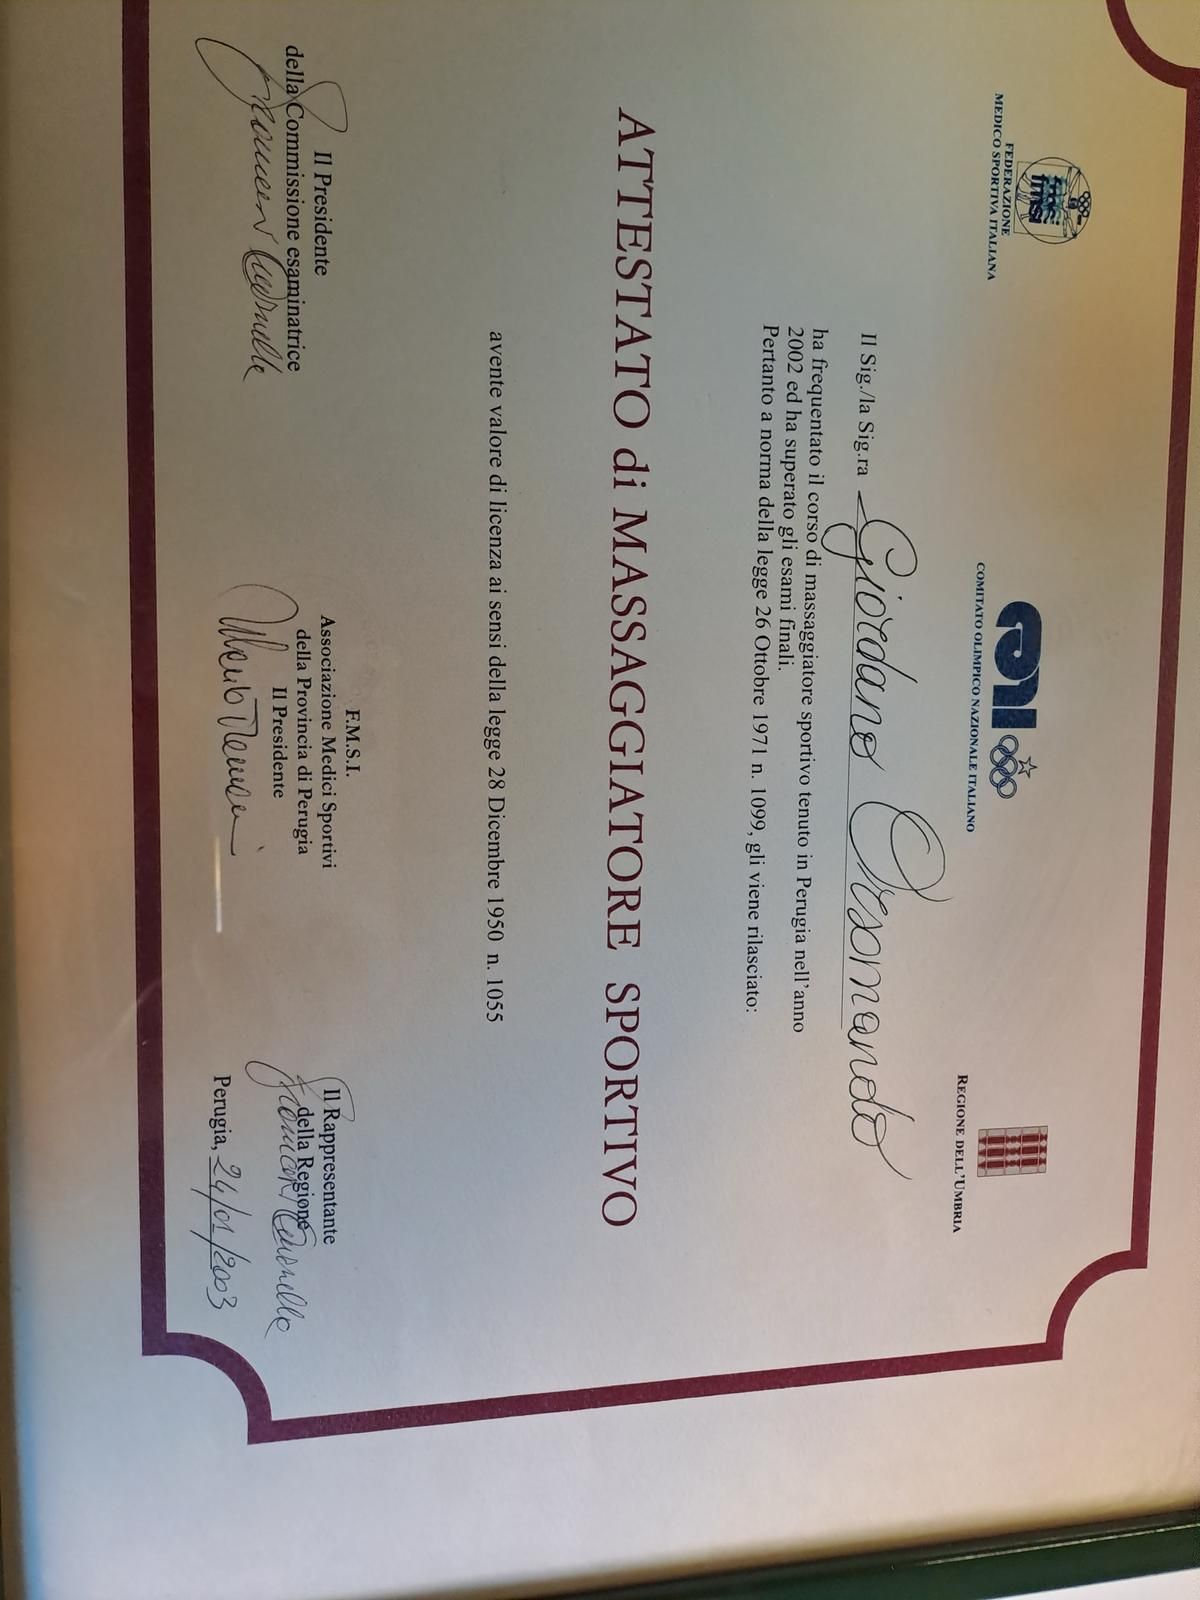 FEDERAZIONE
MEDICO SPORTIVA ITALIANA
COMITATO OLIMPICO NAZIONALE ITALIANO
REGIONE DELL'UMBRIA
Il Sig./la Sig.ra Giordano Orsomando
ha frequentato il corso di massaggiatore sportivo tenuto in Perugia nell'anno
2002 ed ha superato gli esami finali.
Pertanto a norma della legge 26 Ottobre 1971 n. 1099, gli viene rilasciato:
ATTESTATO di MASSAGGIATORE SPORTIVO
avente valore di licenza ai sensi della legge 28 Dicembre 1950 n. 1055
Il Presidente
della Commissione esaminatrice
F.M.S.I.
Associazione Medici Sportivi
della Provincia di Perugia
Il Presidente
Il Rappresentante
della Regione
Perugia, 24/01/2003